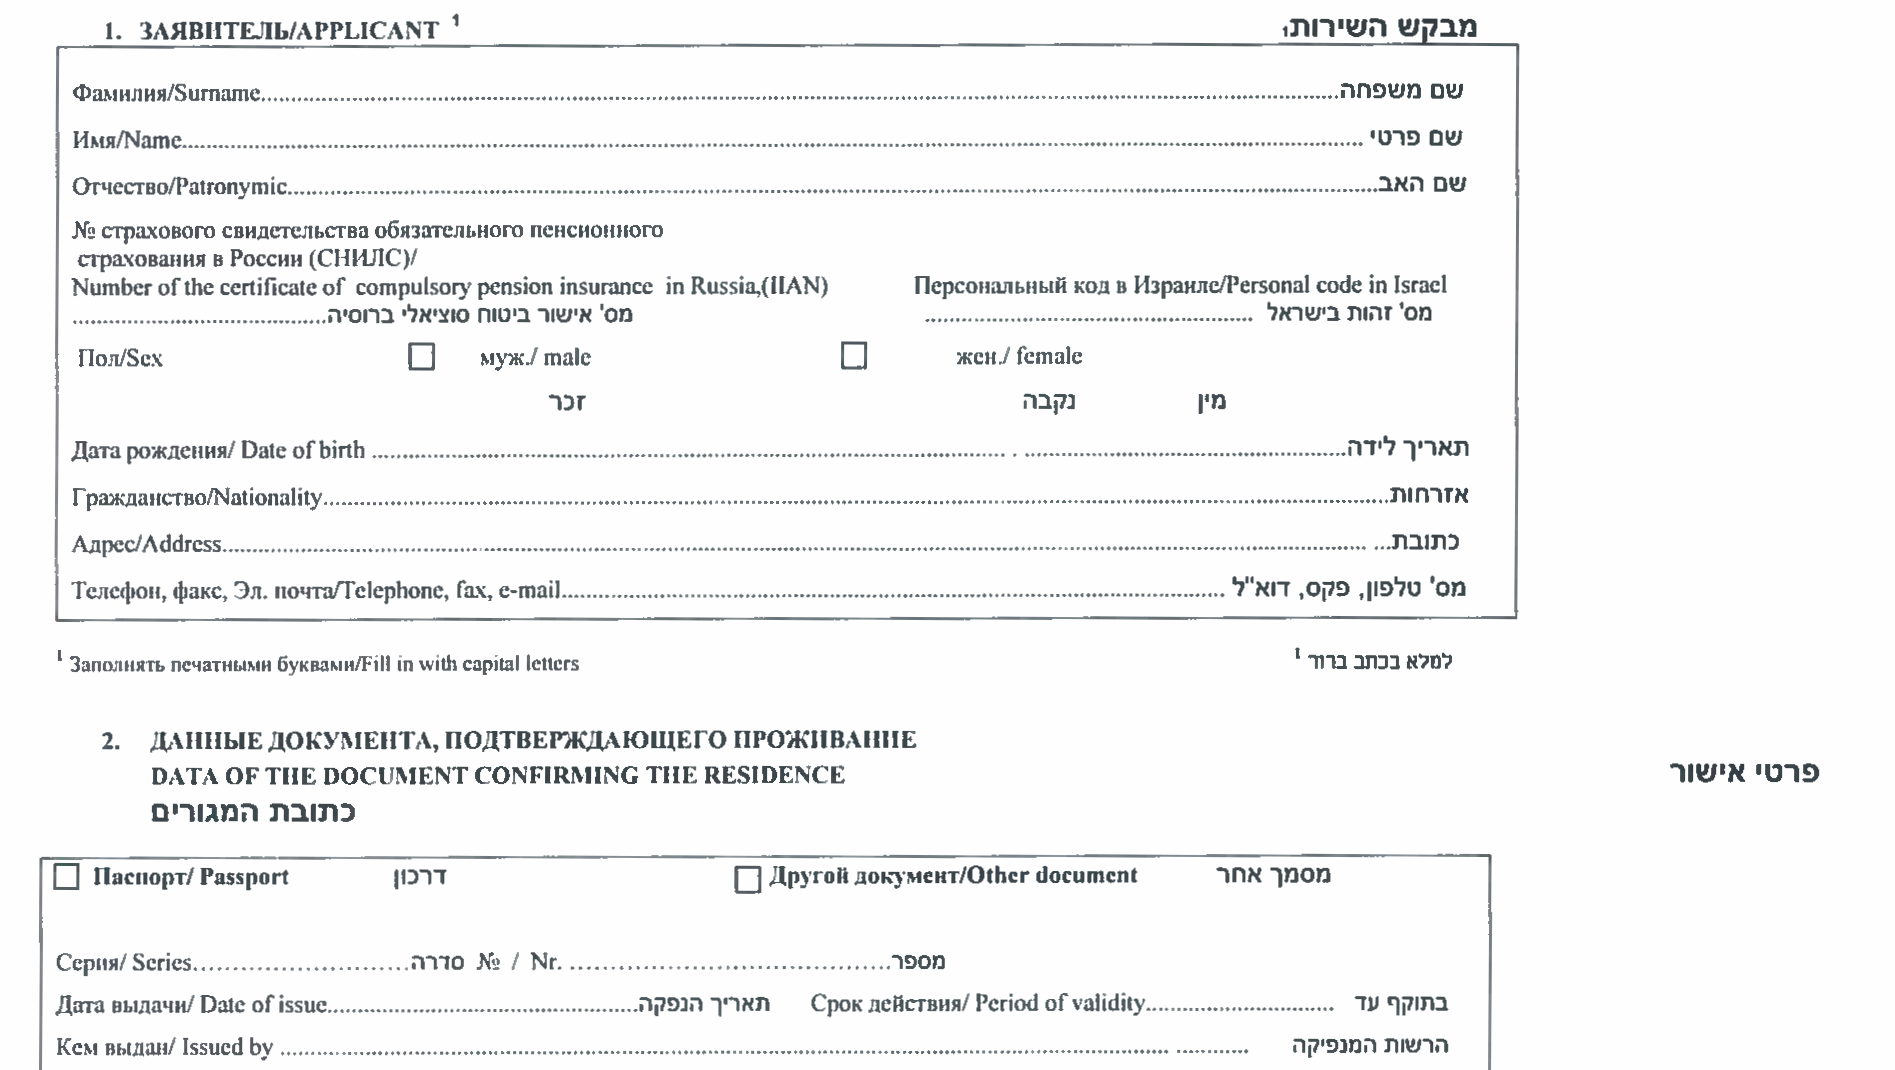 1. ЗАЯВИТЕЛЬ/APPLICANT ¹ מבקש השירות1:
Фамилия/Surname..........שם משפחה
Имя/Name..........שם פרטי
Отчество/Patronymic..........שם האב
№ страхового свидетельства обязательного пенсионного
страхования в России (СНИЛС)/
Number of the certificate of compulsory pension insurance in Russia,(IIAN) Персональный код в Израиле/Personal code in Israel
..........מס' אישור ביטוח סוציאלי ברוסיה ..........מס' זהות בישראל
Пол/Sex ☐ муж./ male ☐ жен./ female
זכר נקבה מין
Дата рождения/ Date of birth ..........תאריך לידה
Гражданство/Nationality..........אזרחות
Адрес/Address..........כתובת
Телефон, факс, Эл. почта/Telephone, fax, e-mail..........מס' טלפון, פקס, דוא"ל
¹ Заполнять печатными буквами/Fill in with capital letters ¹ למלא בכתב ברור
2. ДАННЫЕ ДОКУМЕНТА, ПОДТВЕРЖДАЮЩЕГО ПРОЖИВАНИЕ
DATA OF THE DOCUMENT CONFIRMING THE RESIDENCE פרטי אישור
כתובת המגורים
☐ Паспорт/ Passport דרכון ☐ Другой документ/Other document מסמך אחר
Серия/ Series..........סדרה № / Nr. ..........מספר
Дата выдачи/ Date of issue..........תאריך הנפקה Срок действия/ Period of validity.......... בתוקף עד
Кем выдан/ Issued by .......... הרשות המנפיקה